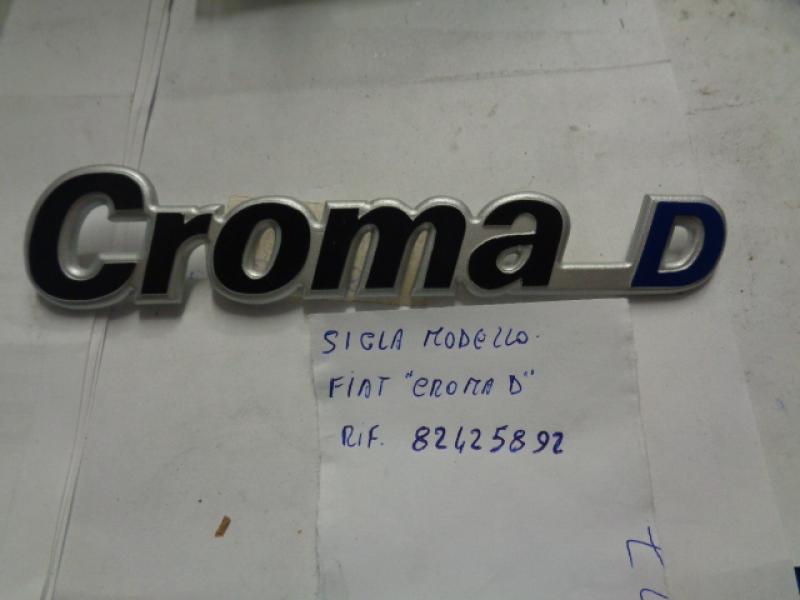 Croma D
SIGLA MODELLO.
FIAT "CROMA D"
RIF. 82425892